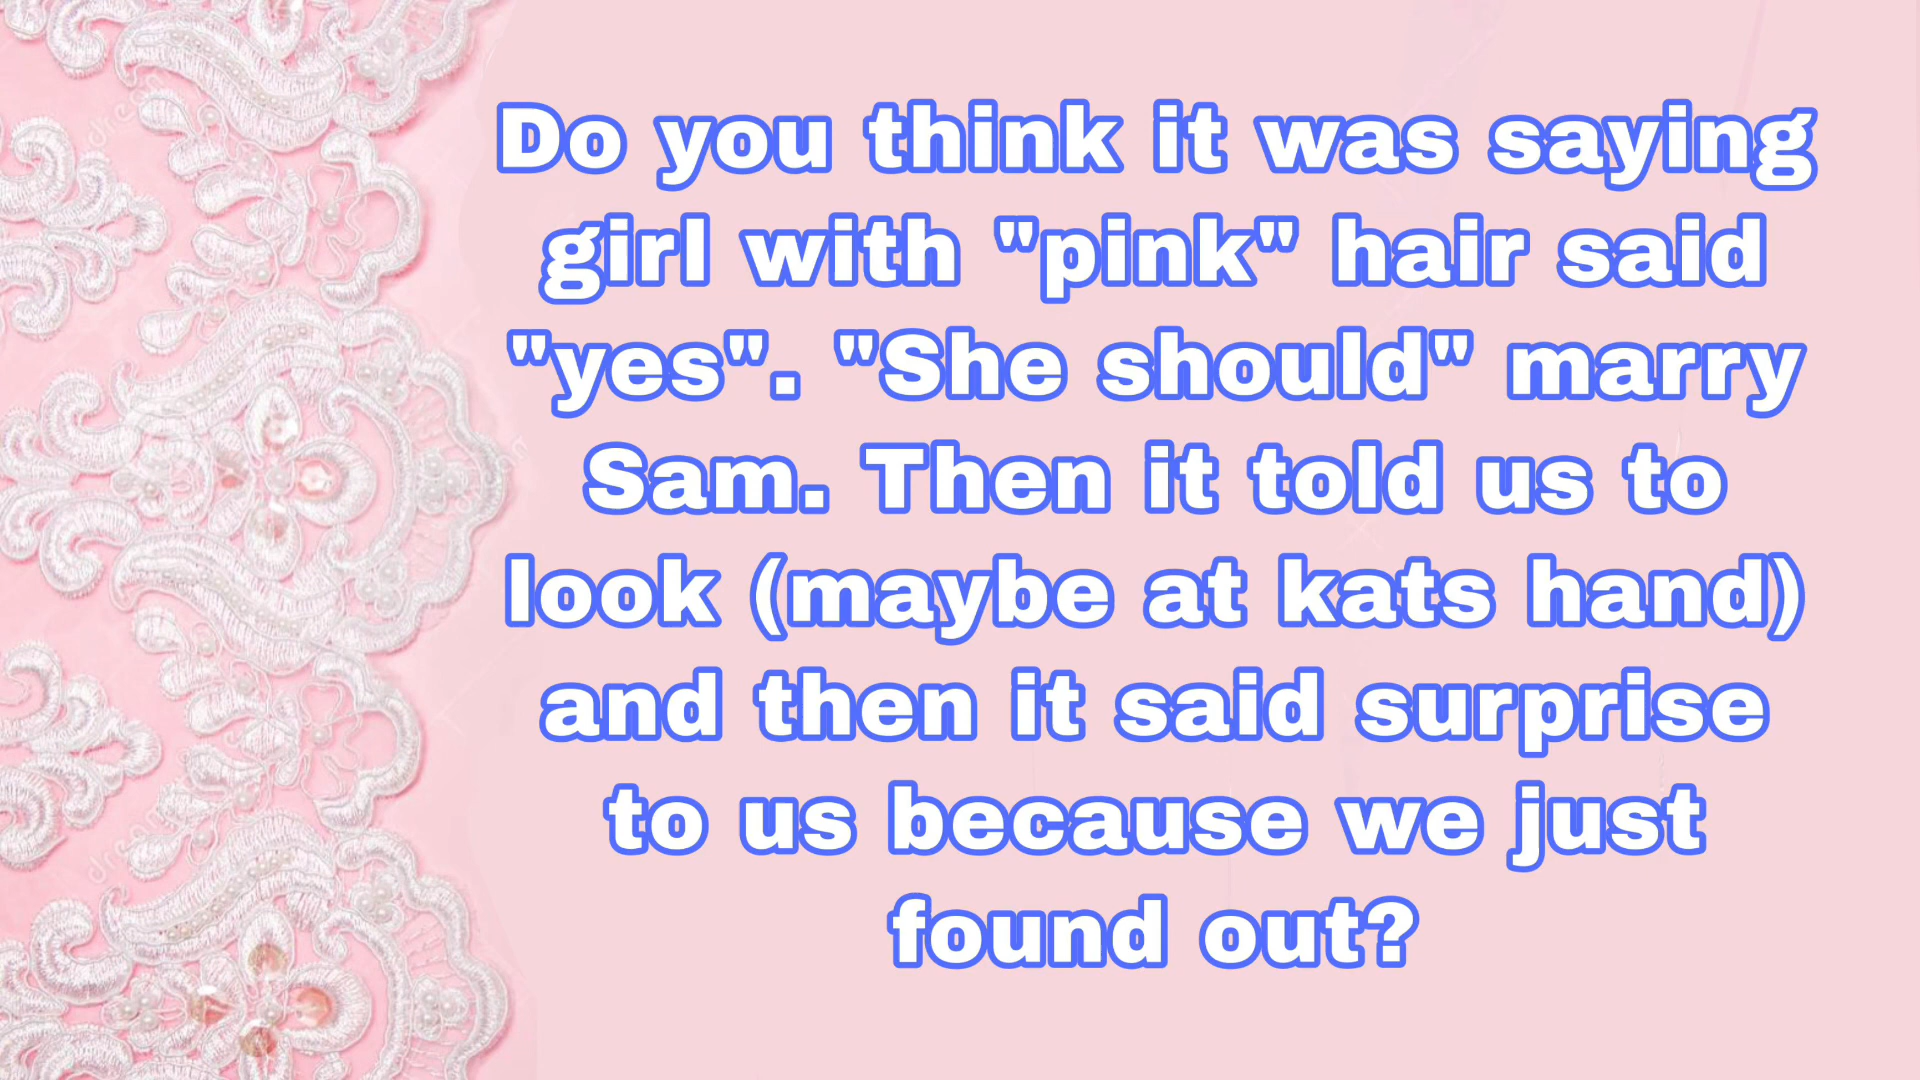 Do you think it was saying
girl with "pink" hair said
"yes". "She should" marry
Sam. Then it told us to
look (maybe at kats hand)
and then it said surprise
to us because we just
found out?